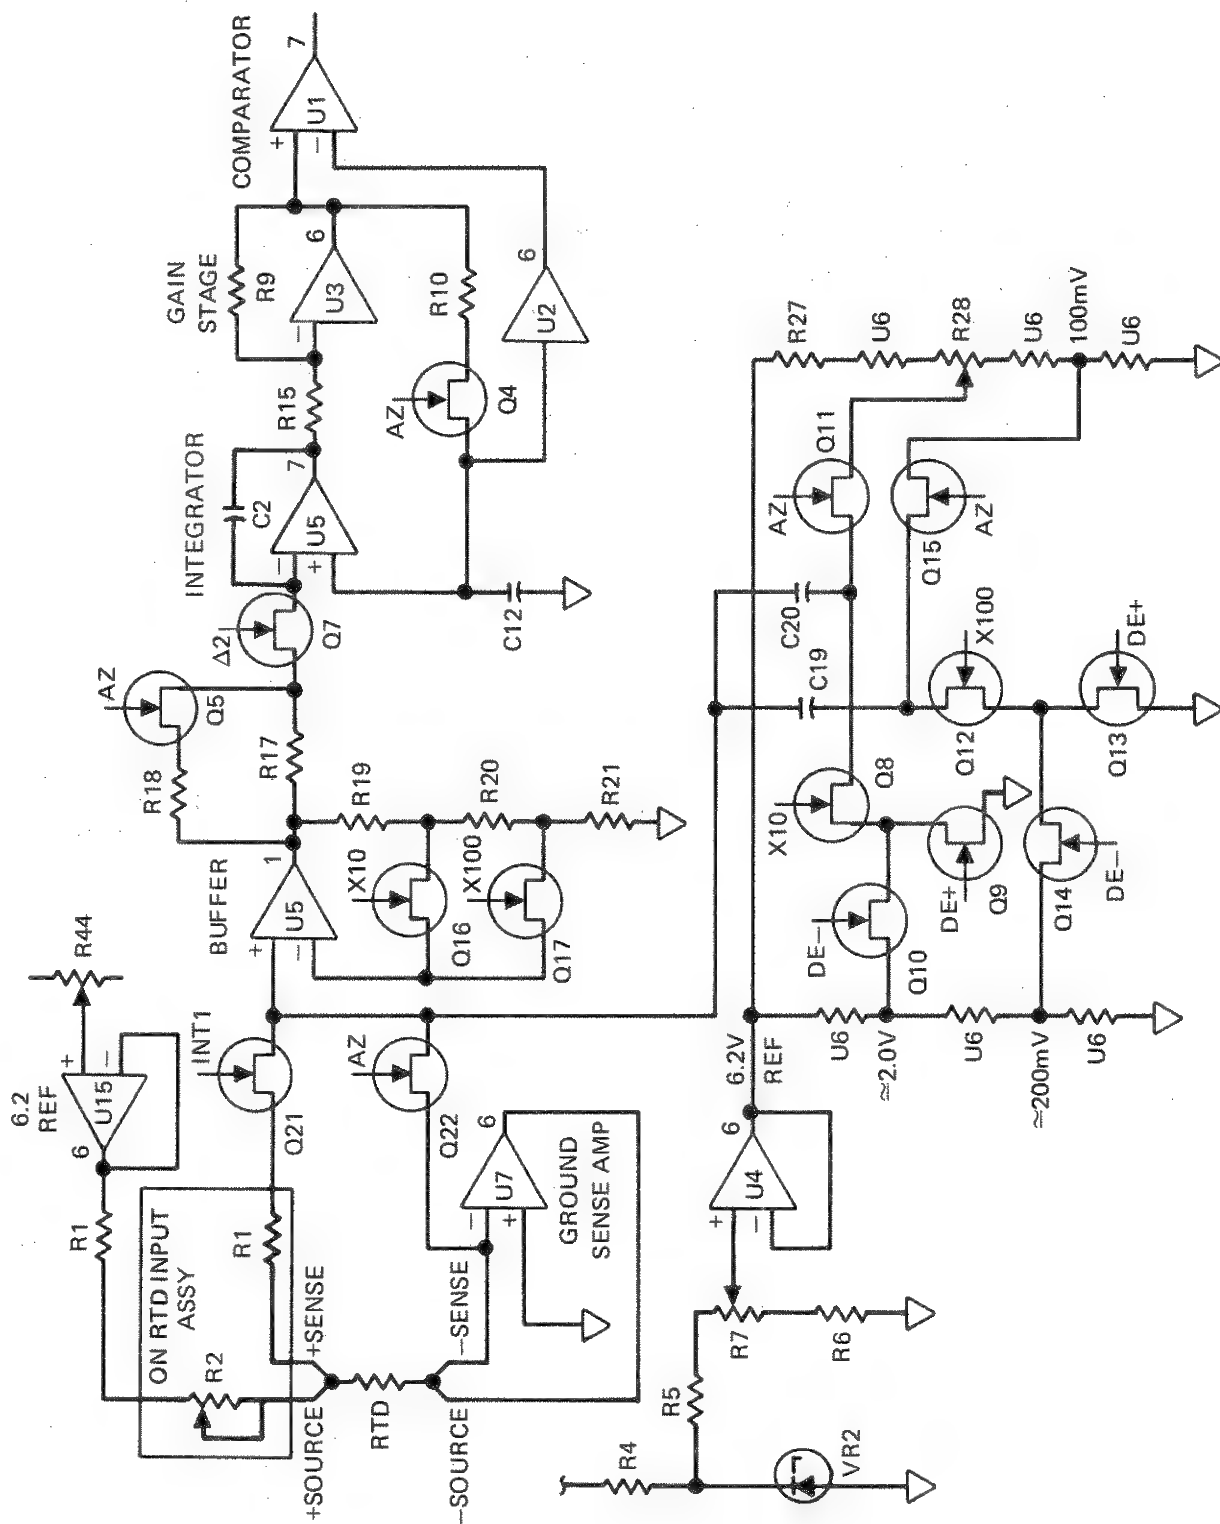 COMPARATOR
7
U1
+
−
GAIN
STAGE
R9
6
U3
−
R10
6
U2
R15
AZ
Q4
INTEGRATOR
7
C2
U5
−
+
C12
Δ2
Q7
AZ
Q5
R18
R17
R19
R20
R21
BUFFER
1
U5
+
−
X10
Q16
X100
Q17
R44
+
−
U15
6.2
REF
6
INT1
Q21
AZ
Q22
R1
ON RTD INPUT
ASSY
R1
R2
+SENSE
−SENSE
+SOURCE
−SOURCE
RTD
6
U7
−
+
GROUND
SENSE AMP
R27
U6
R28
U6
100mV
U6
Q11
AZ
Q15
AZ
C20
C19
X100
Q12
DE+
Q13
X10
Q8
DE+
Q9
DE−
Q14
DE−
Q10
6.2V
REF
U6
≃2.0V
U6
≃200mV
U6
6
U4
+
−
R7
R6
R5
R4
VR2